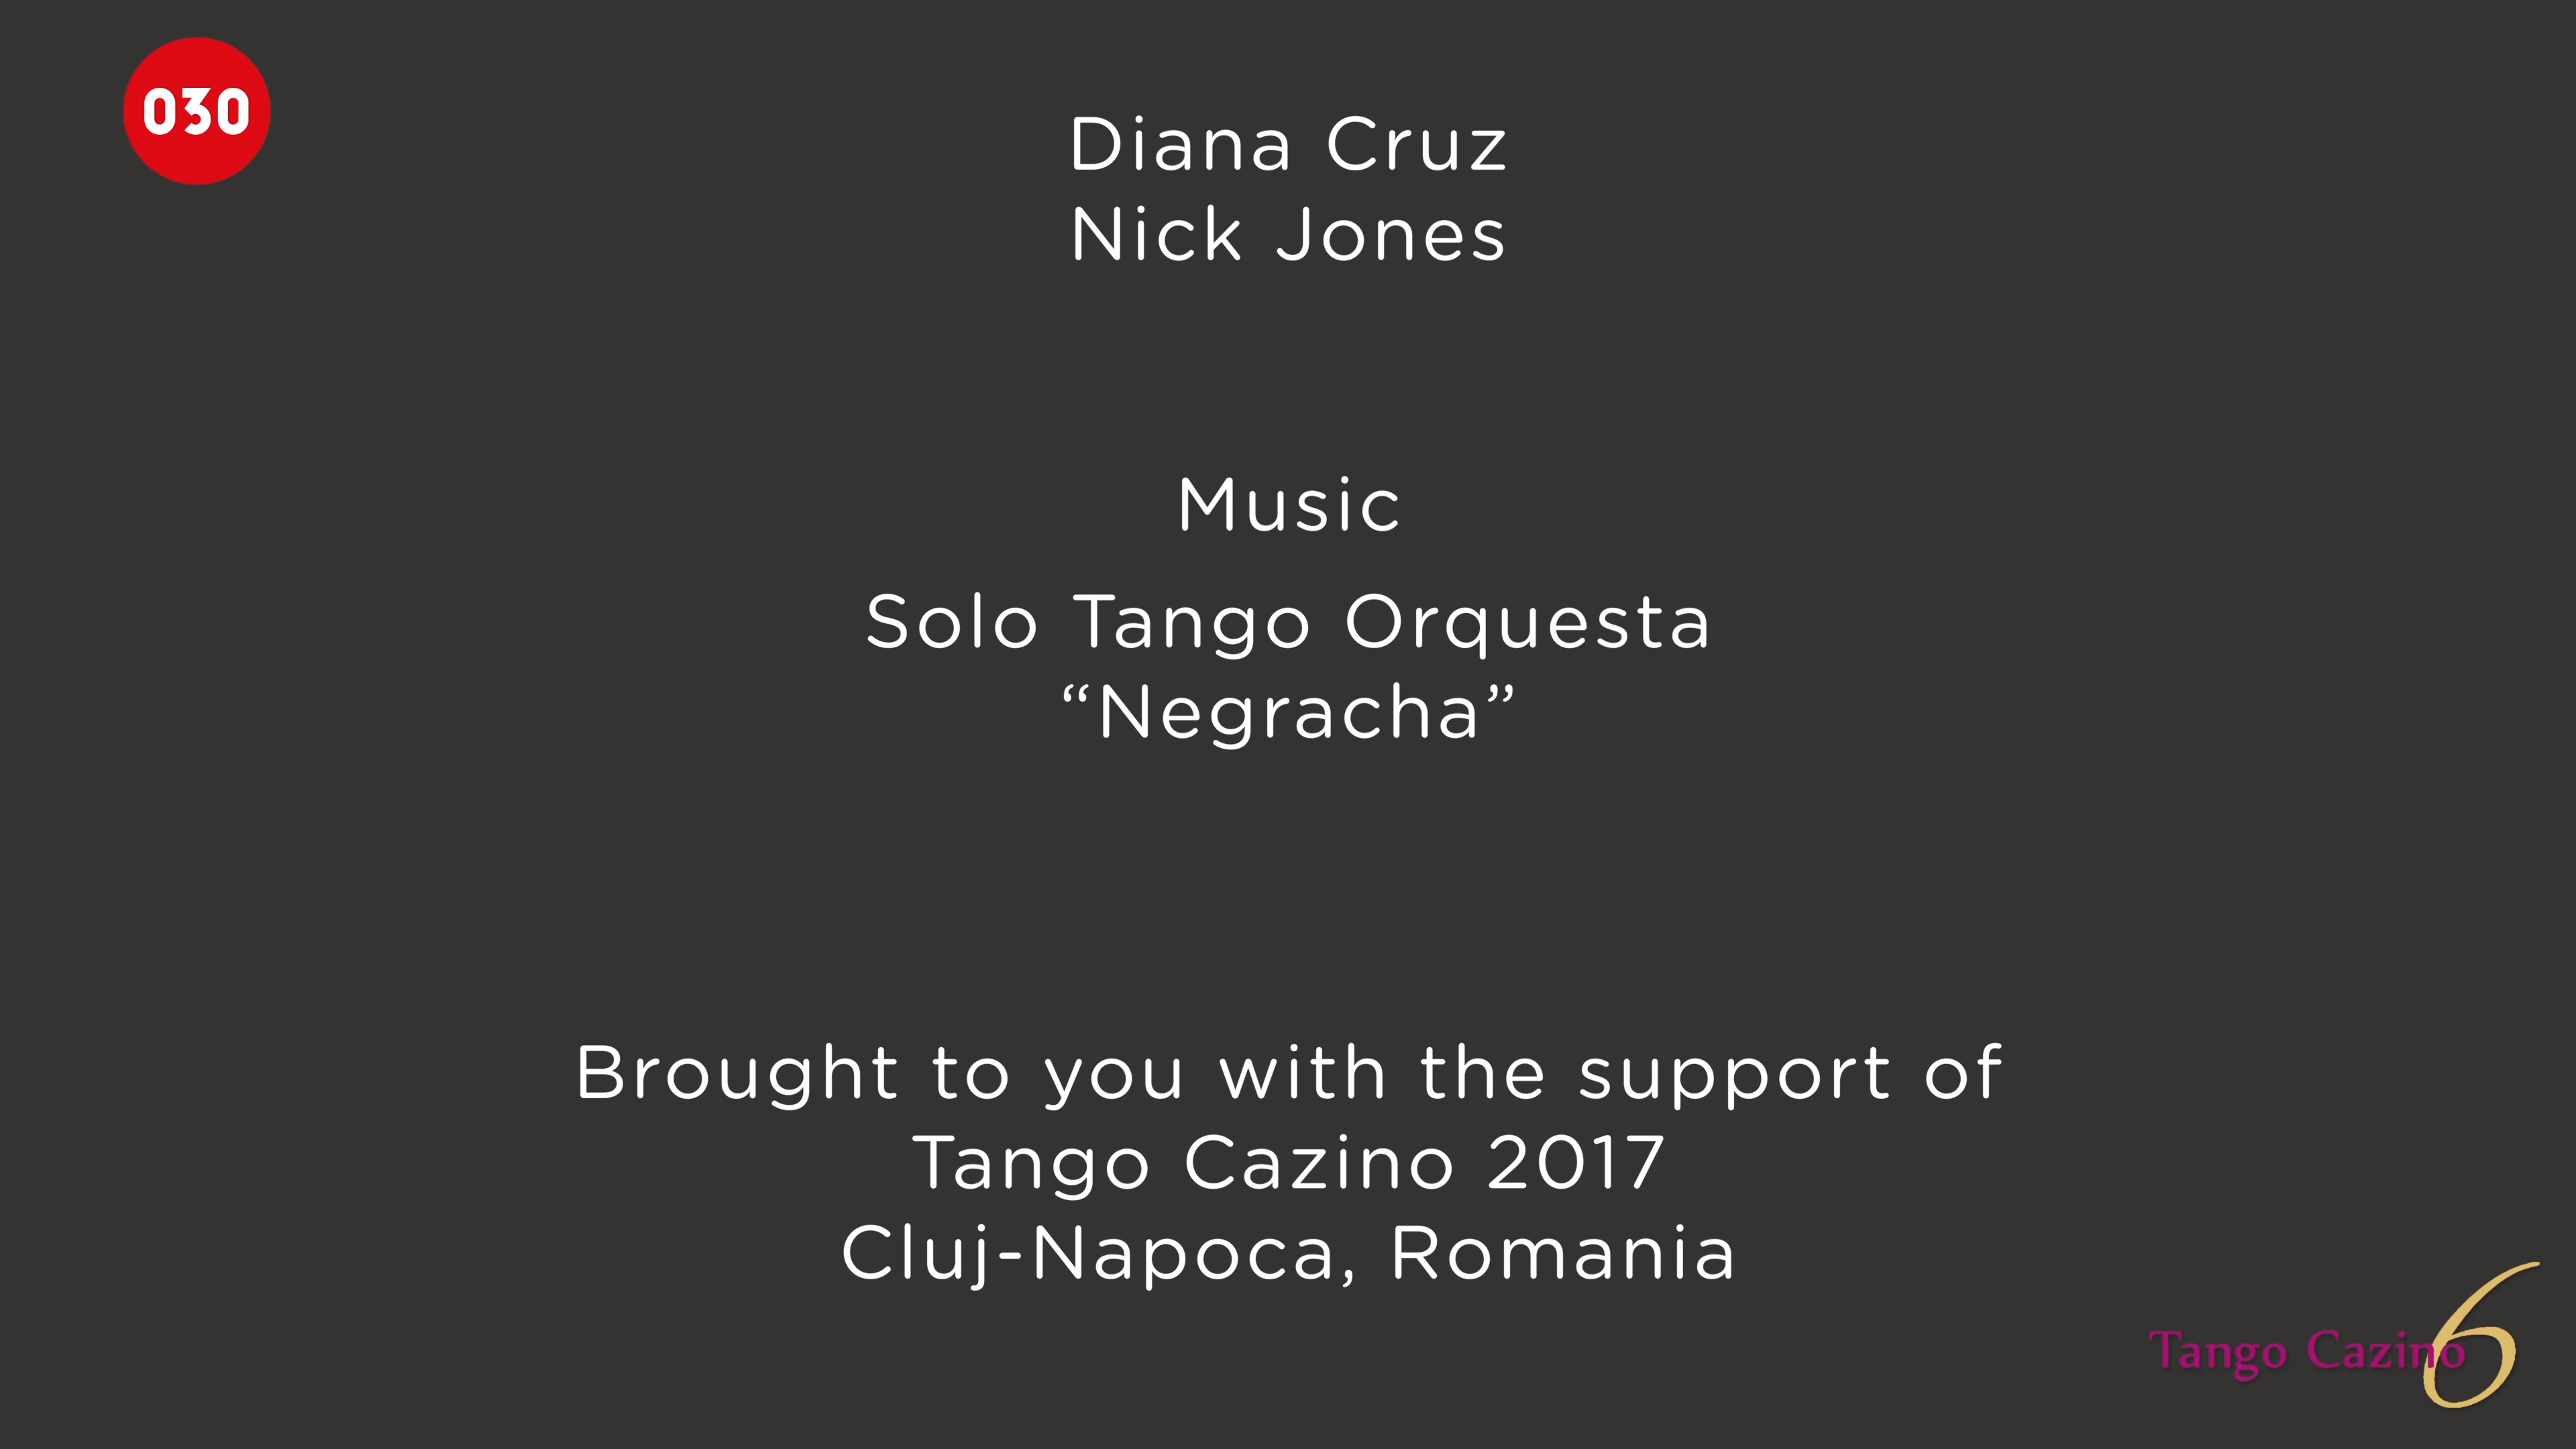 030
Diana Cruz
Nick Jones
Music
Solo Tango Orquesta
“Negracha”
Brought to you with the support of
Tango Cazino 2017
Cluj-Napoca, Romania
Tango Cazino 6